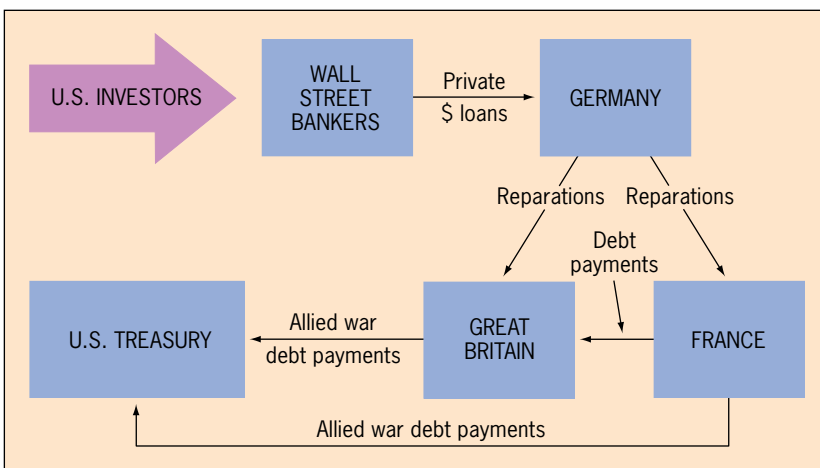 U.S. INVESTORS
WALL
STREET
BANKERS
Private
$ loans
GERMANY
Reparations
Reparations
Debt
payments
U.S. TREASURY
Allied war
debt payments
GREAT
BRITAIN
FRANCE
Allied war debt payments